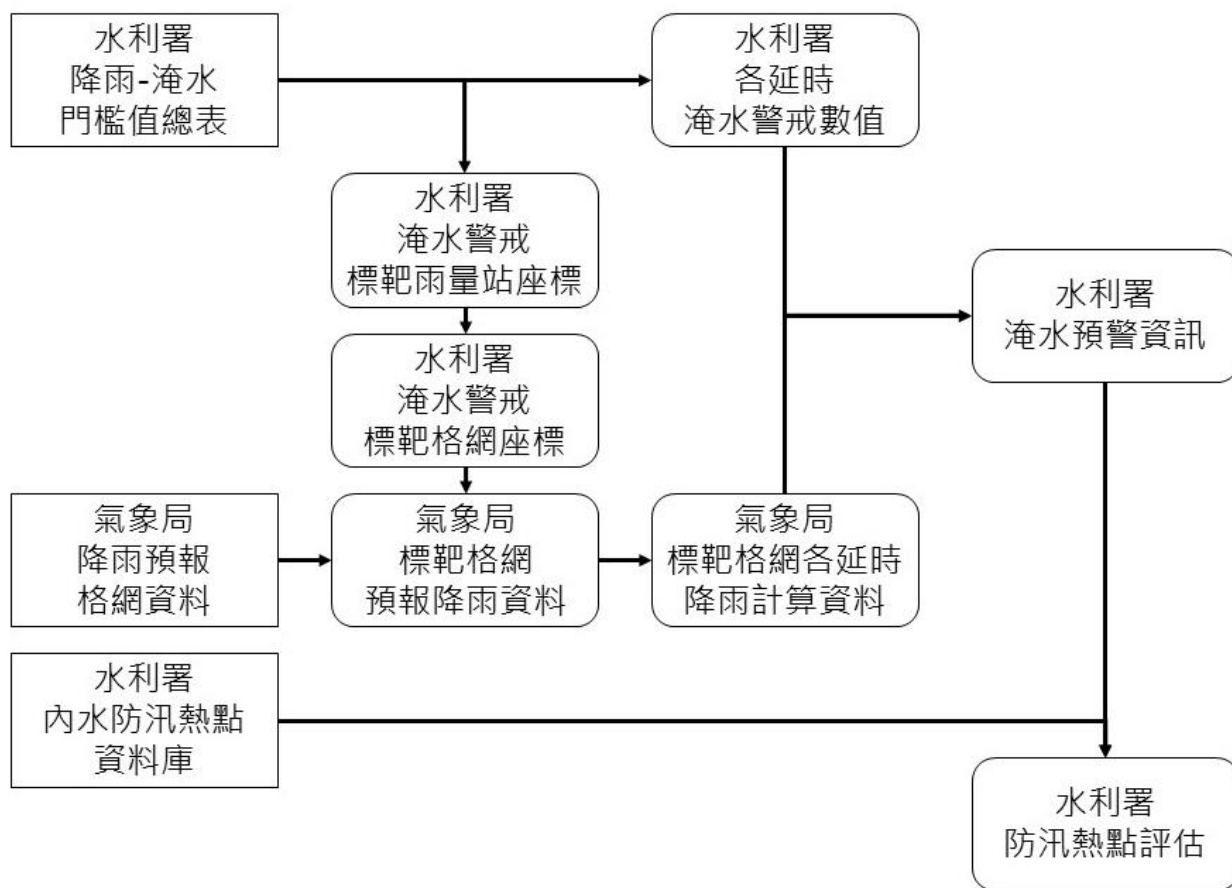 水利署
降雨-淹水
門檻值總表
水利署
各延時
淹水警戒數值
水利署
淹水警戒
標靶雨量站座標
水利署
淹水預警資訊
水利署
淹水警戒
標靶格網座標
氣象局
降雨預報
格網資料
氣象局
標靶格網
預報降雨資料
氣象局
標靶格網各延時
降雨計算資料
水利署
內水防汛熱點
資料庫
水利署
防汛熱點評估